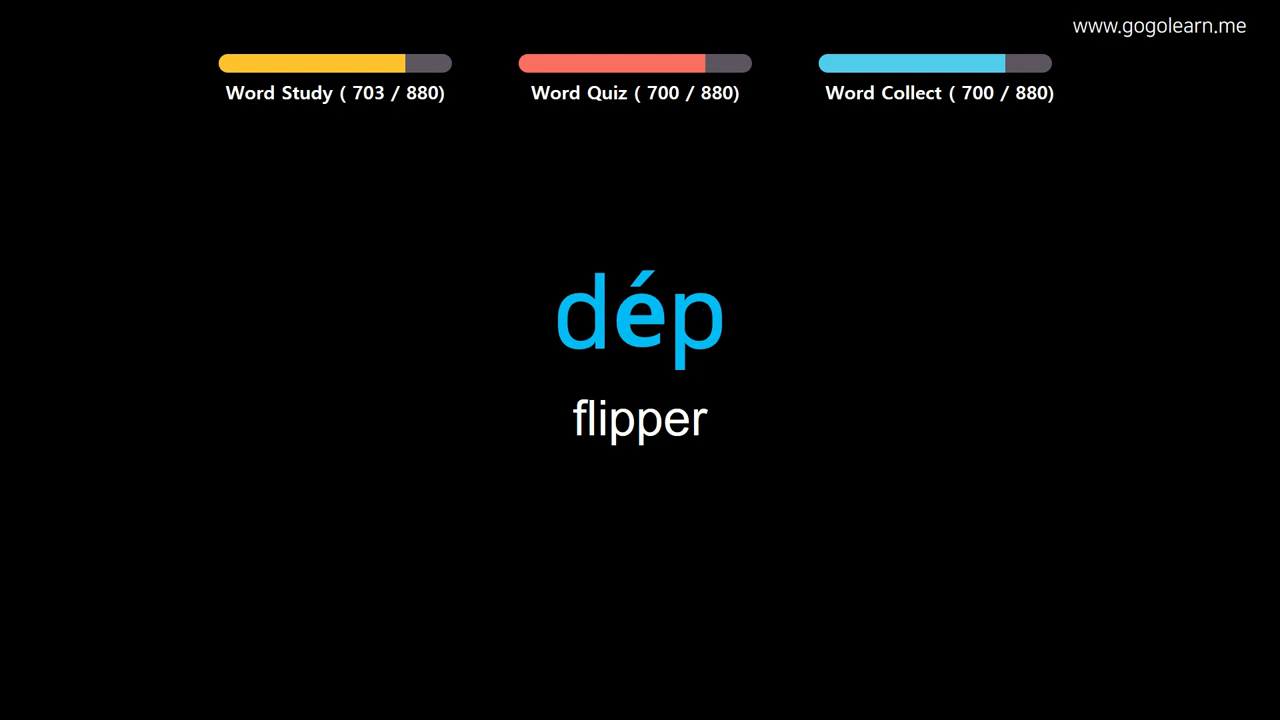 www.gogolearn.me
Word Study ( 703 / 880)
Word Quiz ( 700 / 880)
Word Collect ( 700 / 880)
dép
flipper